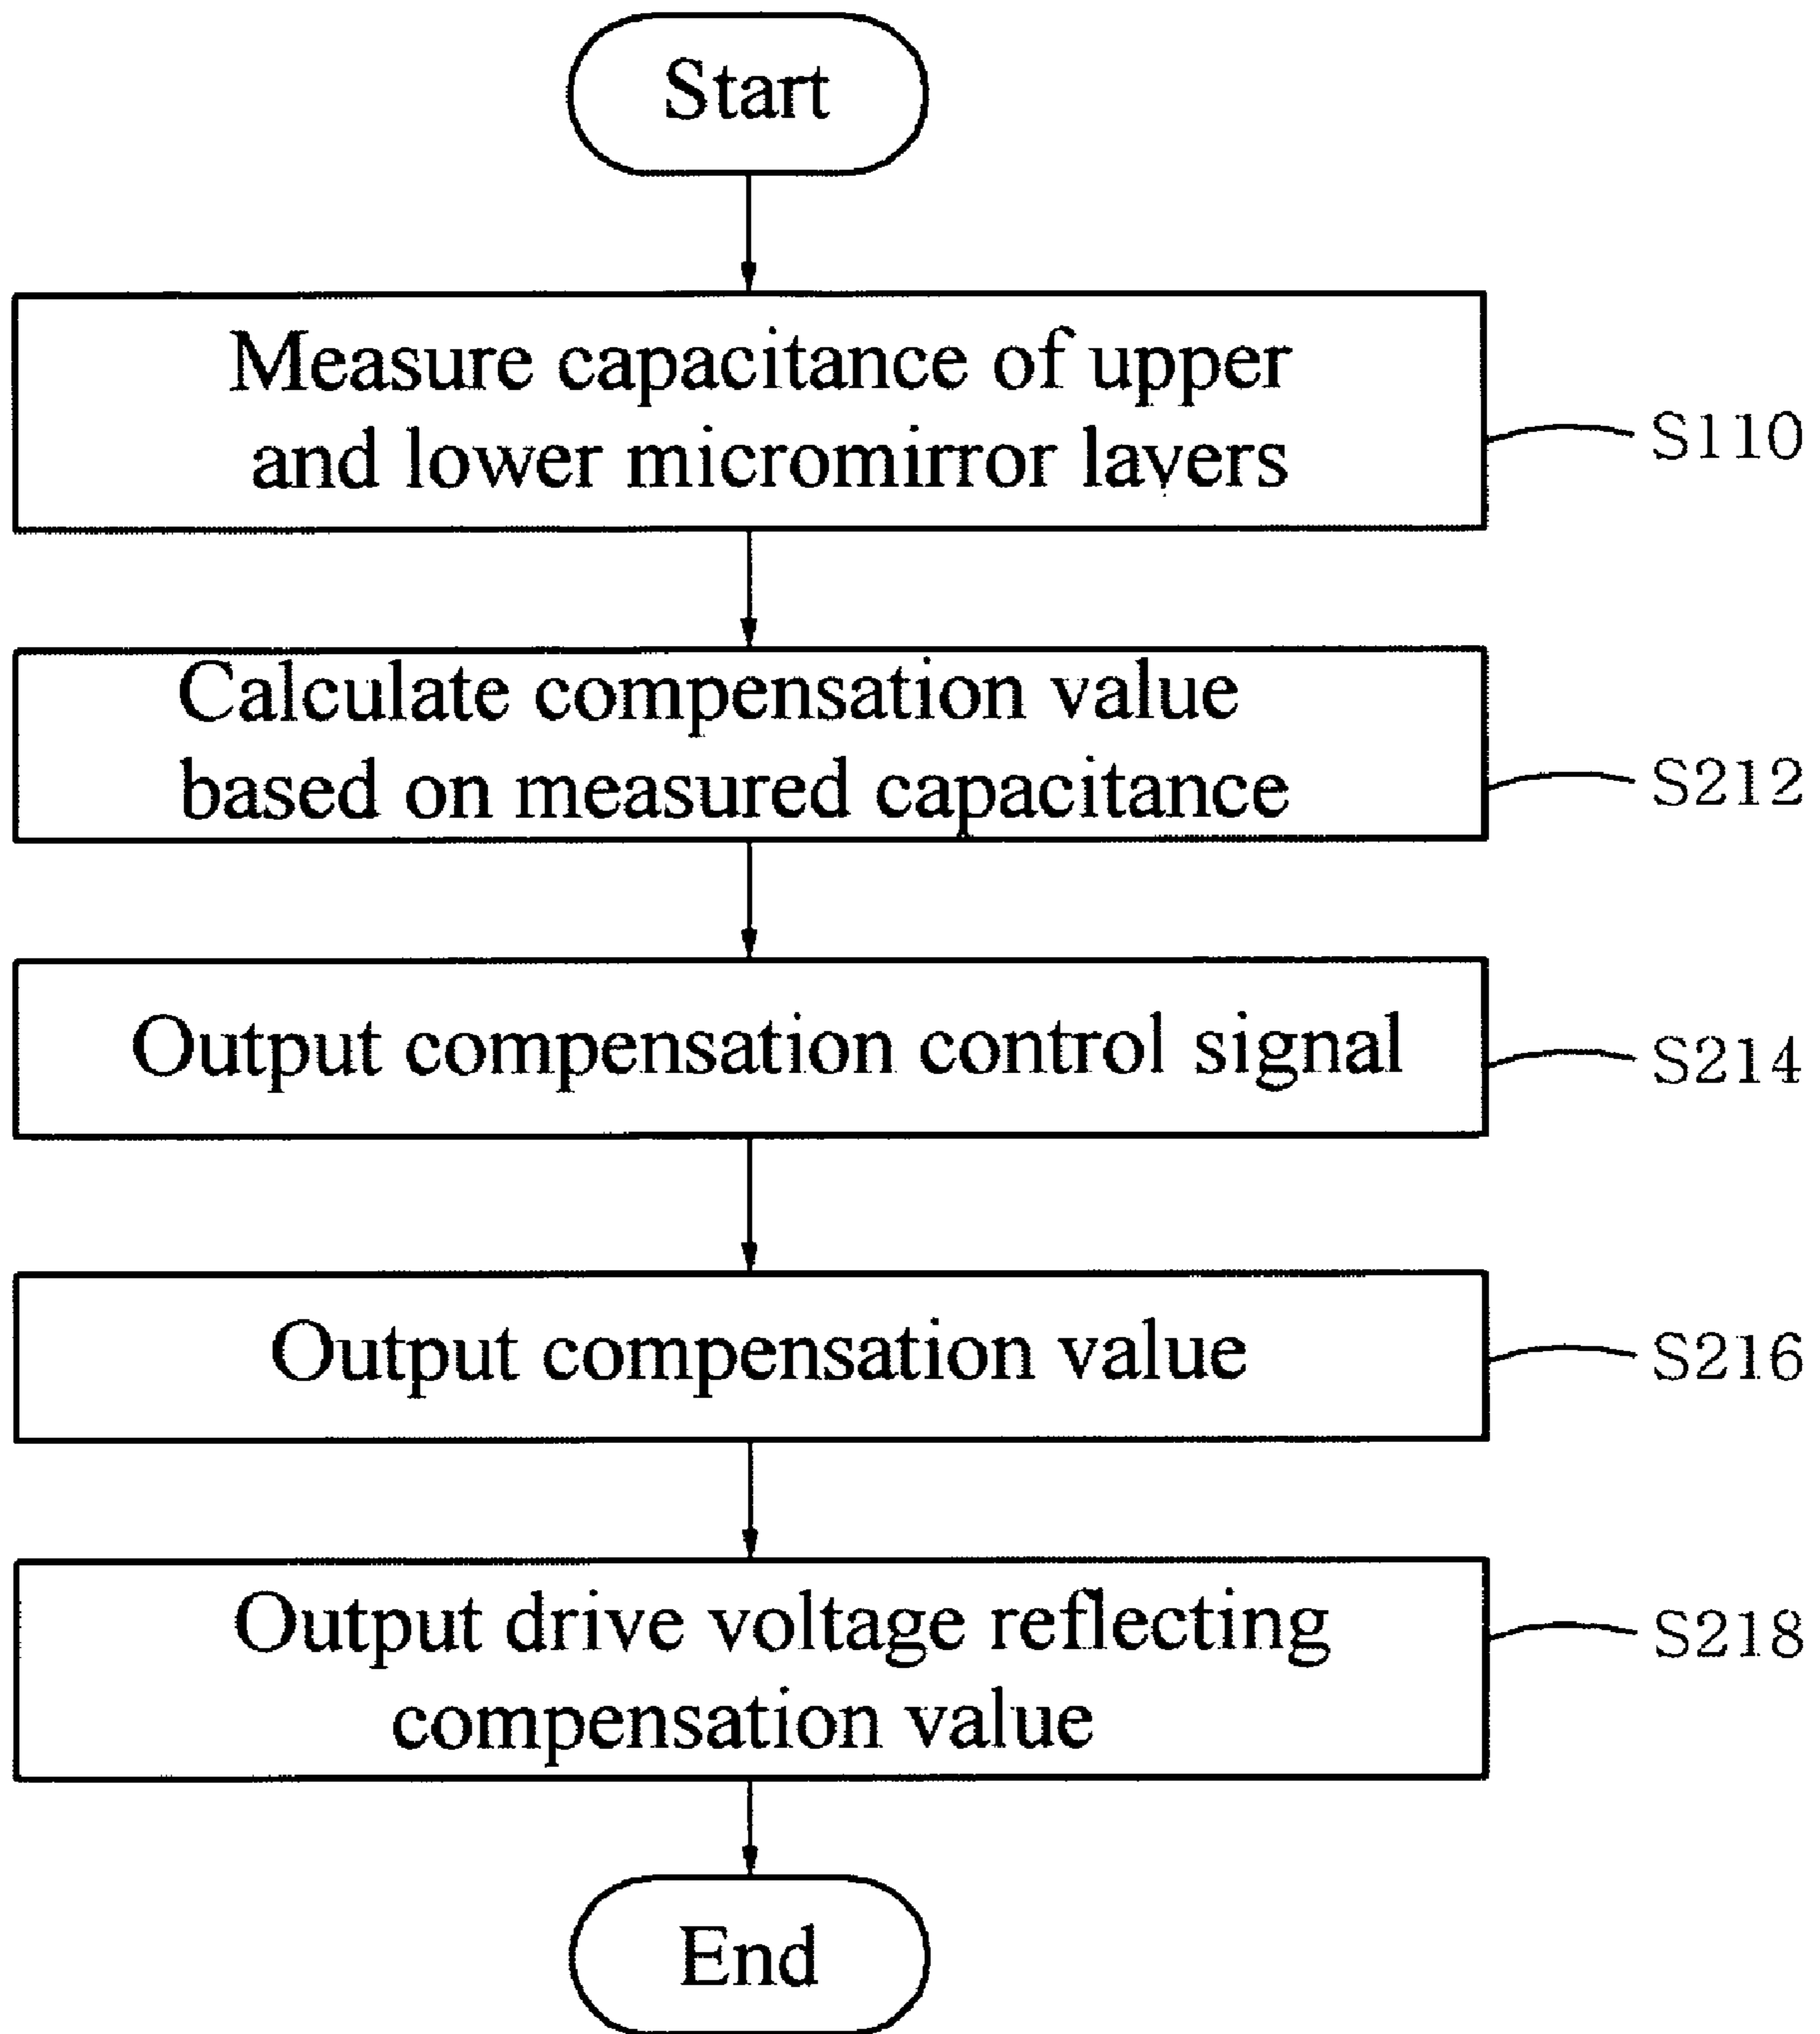 Start
Measure capacitance of upper
and lower micromirror layers
S110
Calculate compensation value
based on measured capacitance
S212
Output compensation control signal
S214
Output compensation value
S216
Output drive voltage reflecting
compensation value
S218
End